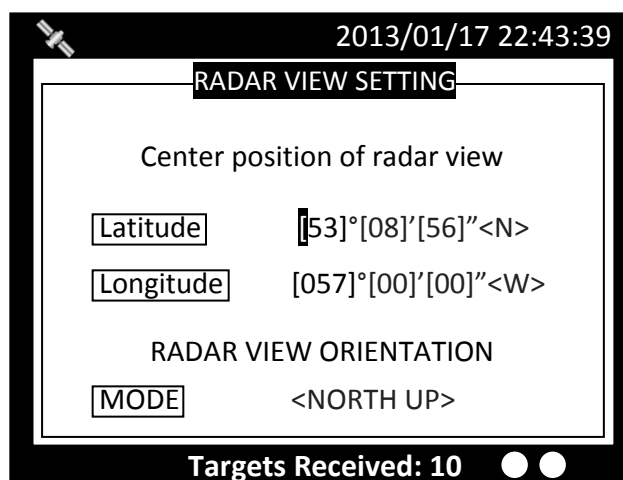 2013/01/17 22:43:39
RADAR VIEW SETTING
Center position of radar view
Latitude [53]°[08]’[56]”<N>
Longitude [057]°[00]’[00]”<W>
RADAR VIEW ORIENTATION
MODE <NORTH UP>
Targets Received: 10